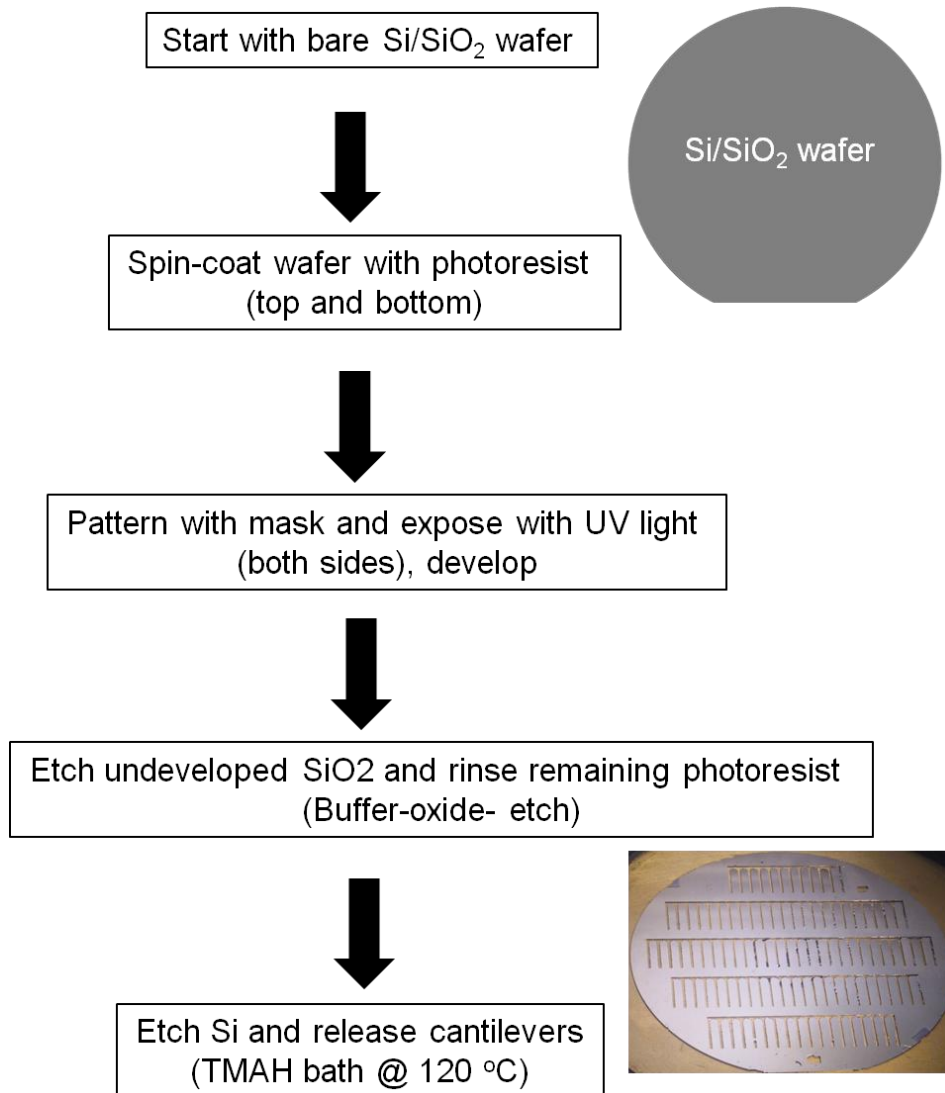 Start with bare Si/SiO₂ wafer
Si/SiO₂ wafer
Spin-coat wafer with photoresist
(top and bottom)
Pattern with mask and expose with UV light
(both sides), develop
Etch undeveloped SiO2 and rinse remaining photoresist
(Buffer-oxide- etch)
Etch Si and release cantilevers
(TMAH bath @ 120 ºC)